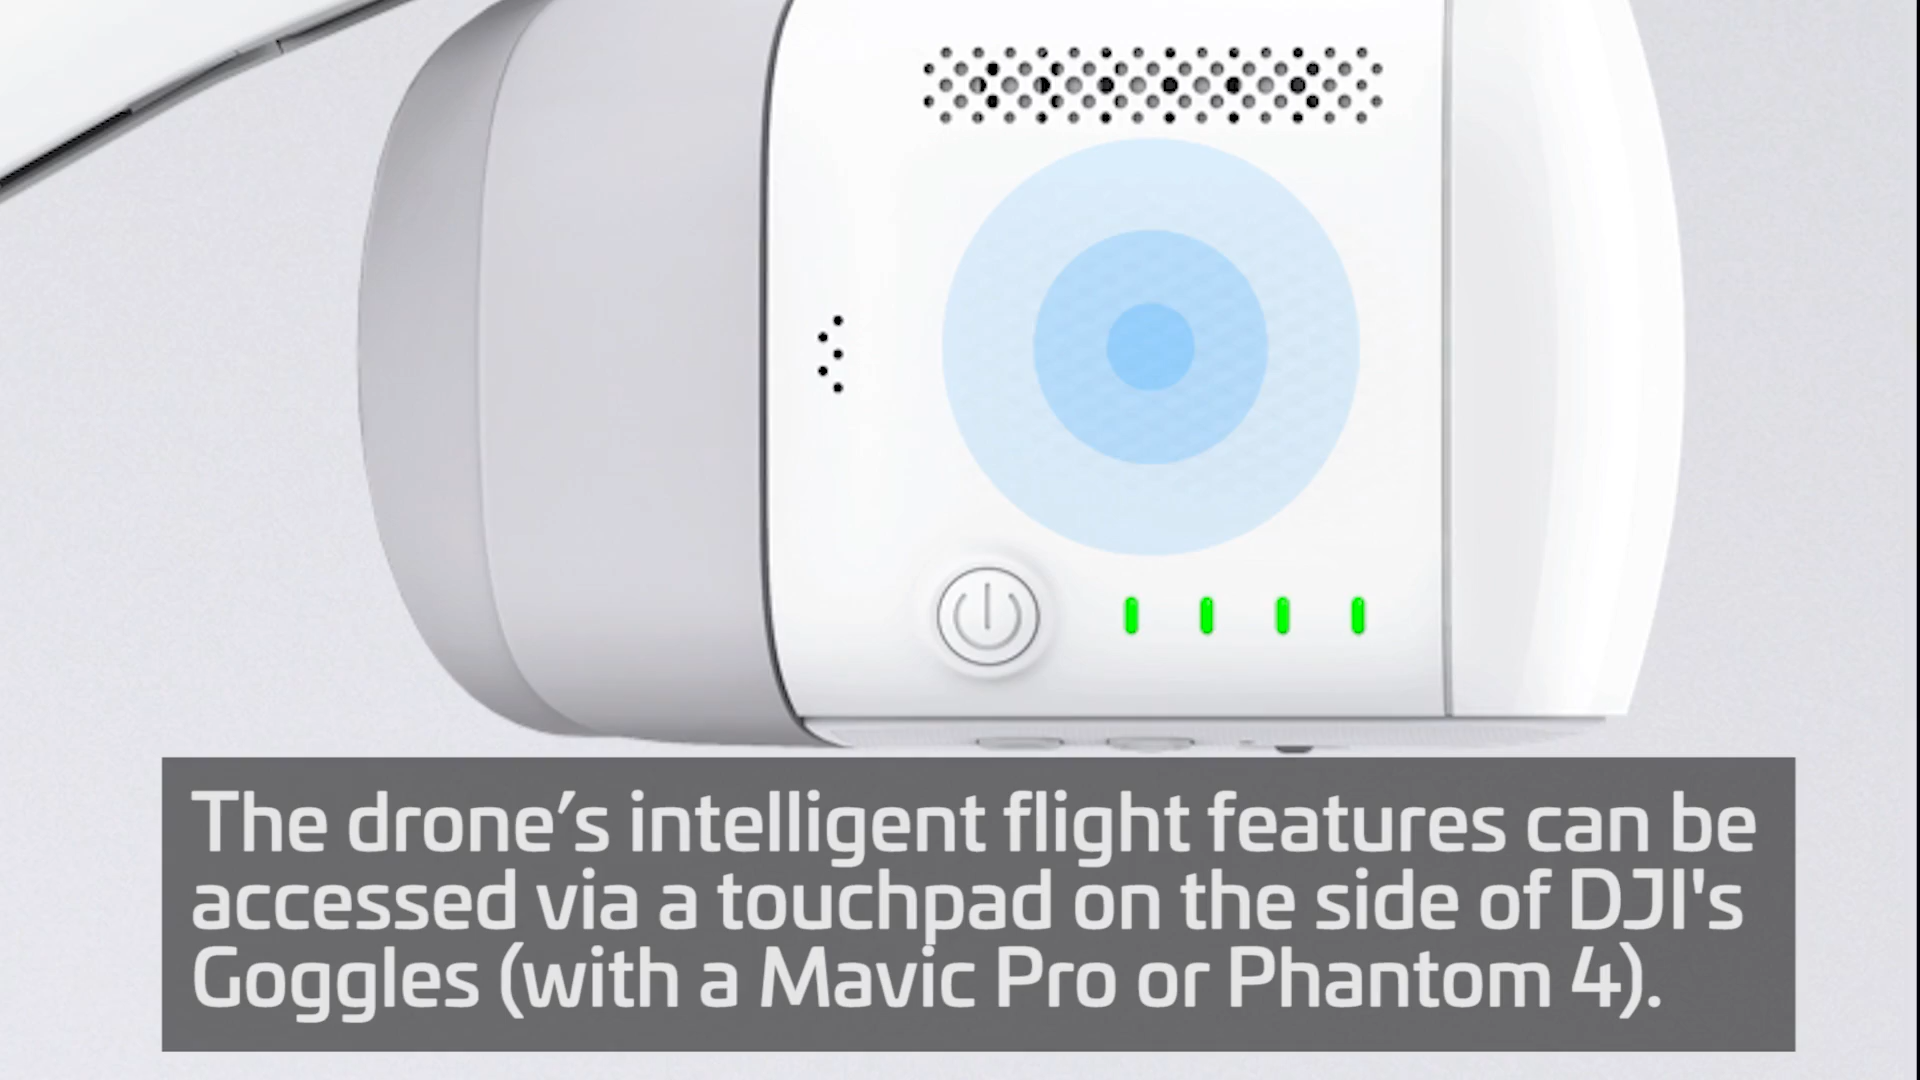 The drone’s intelligent flight features can be
accessed via a touchpad on the side of DJI's
Goggles (with a Mavic Pro or Phantom 4).